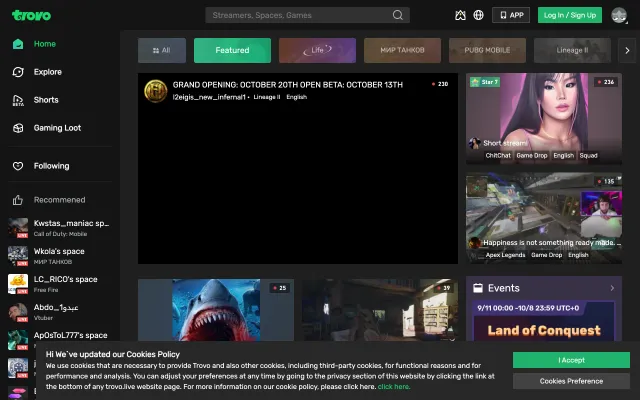 trovo
Streamers, Spaces, Games
APP
Log In / Sign Up
Home
Explore
BETA
Shorts
Gaming Loot
Following
Recommened
Kwstas_maniac sp...
Call of Duty: Mobile
LIVE
Wkola's space
МИР ТАНКОВ
LIVE
LC_RICO's space
Free Fire
LIVE
Abdo_1عبدو
Vtuber
LIVE
ApOsToL777's space
All
Featured
Life
МИР ТАНКОВ
PUBG MOBILE
Lineage II
GRAND OPENING: OCTOBER 20TH OPEN BETA: OCTOBER 13TH
230
l2eigis_new_infernal1 • Lineage II English
Star 7
236
Short stream!
ChitChat Game Drop English Squad
135
Happiness is not something ready made. ...
Apex Legends Game Drop English
25
39
Events
9/11 00:00 -10/8 23:59 UTC+0
Land of Conquest
Hi We`ve updated our Cookies Policy
We use cookies that are necessary to provide Trovo and also other cookies, including third-party cookies, for functional reasons and for
performance and analytics. You can adjust your preferences at any time by going to the privacy section of this website by clicking the link at
the bottom of any trovo.live website page. For more information on our cookie policy, please click here. click here.
I Accept
Cookies Preference